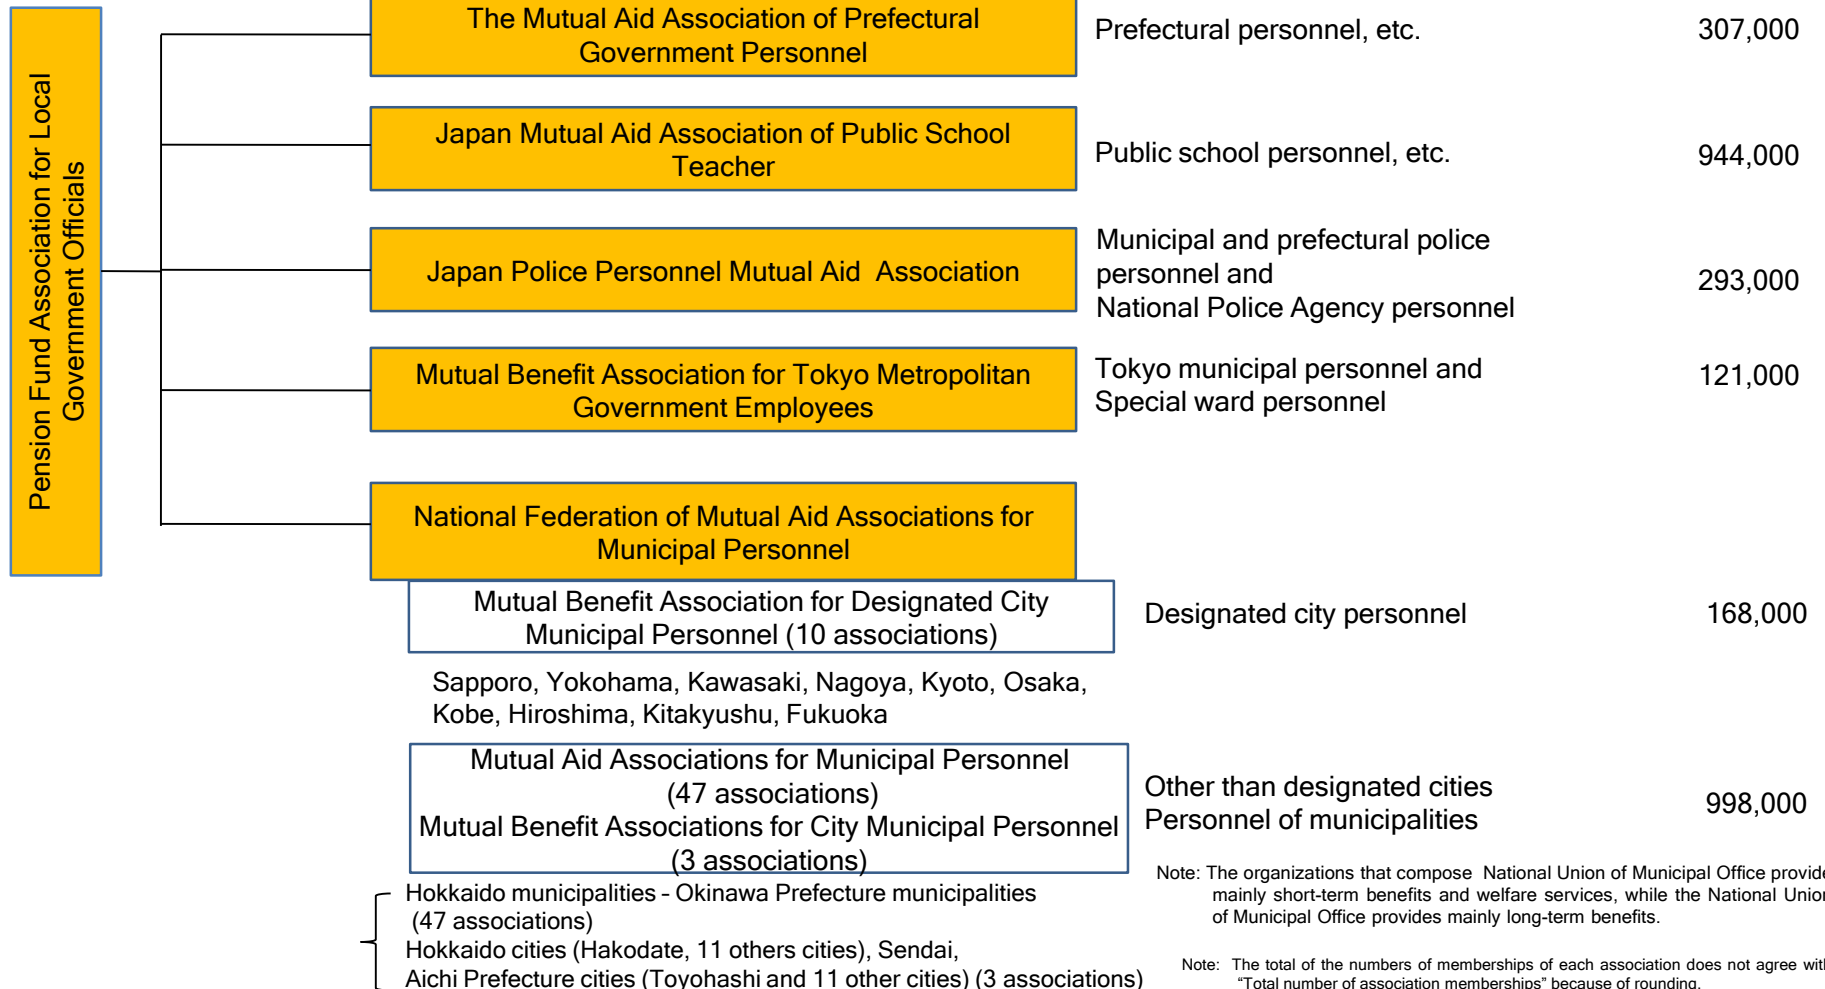 Pension Fund Association for Local
Government Officials
The Mutual Aid Association of Prefectural
Government Personnel
Prefectural personnel, etc.
307,000
Japan Mutual Aid Association of Public School
Teacher
Public school personnel, etc.
944,000
Japan Police Personnel Mutual Aid Association
Municipal and prefectural police
personnel and
National Police Agency personnel
293,000
Mutual Benefit Association for Tokyo Metropolitan
Government Employees
Tokyo municipal personnel and
Special ward personnel
121,000
National Federation of Mutual Aid Associations for
Municipal Personnel
Mutual Benefit Association for Designated City
Municipal Personnel (10 associations)
Designated city personnel
168,000
Sapporo, Yokohama, Kawasaki, Nagoya, Kyoto, Osaka,
Kobe, Hiroshima, Kitakyushu, Fukuoka
Mutual Aid Associations for Municipal Personnel
(47 associations)
Mutual Benefit Associations for City Municipal Personnel
(3 associations)
Other than designated cities
Personnel of municipalities
998,000
Hokkaido municipalities – Okinawa Prefecture municipalities
(47 associations)
Hokkaido cities (Hakodate, 11 others cities), Sendai,
Aichi Prefecture cities (Toyohashi and 11 other cities) (3 associations)
Note: The organizations that compose National Union of Municipal Office provide
mainly short-term benefits and welfare services, while the National Union
of Municipal Office provides mainly long-term benefits.
Note: The total of the numbers of memberships of each association does not agree with
“Total number of association memberships” because of rounding.